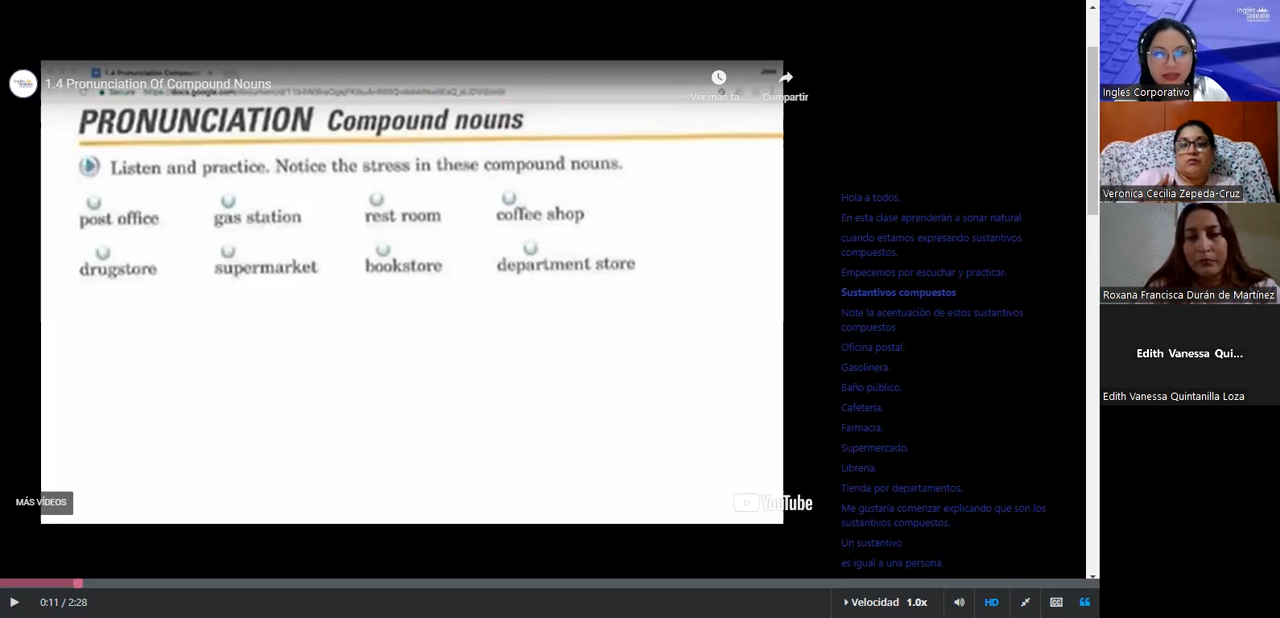 1.4 Pronunciation Of Compound Nouns
Ver más ta...
Compartir
PRONUNCIATION Compound nouns
Listen and practice. Notice the stress in these compound nouns.
post office gas station rest room coffee shop
drugstore supermarket bookstore department store
MÁS VÍDEOS
YouTube
Hola a todos.
En esta clase aprenderán a sonar natural
cuando estamos expresando sustantivos
compuestos.
Empecemos por escuchar y practicar.
Sustantivos compuestos
Note la acentuación de estos sustantivos
compuestos
Oficina postal.
Gasolinera.
Baño público.
Cafetería.
Farmacia.
Supermercado.
Librería.
Tienda por departamentos.
Me gustaría comenzar explicando que son los
sustantivos compuestos.
Un sustantivo
es igual a una persona,
0:11 / 2:28
Velocidad 1.0x
HD
Ingles Corporativo
Veronica Cecilia Zepeda-Cruz
Roxana Francisca Durán de Martínez
Edith Vanessa Qui...
Edith Vanessa Quintanilla Loza